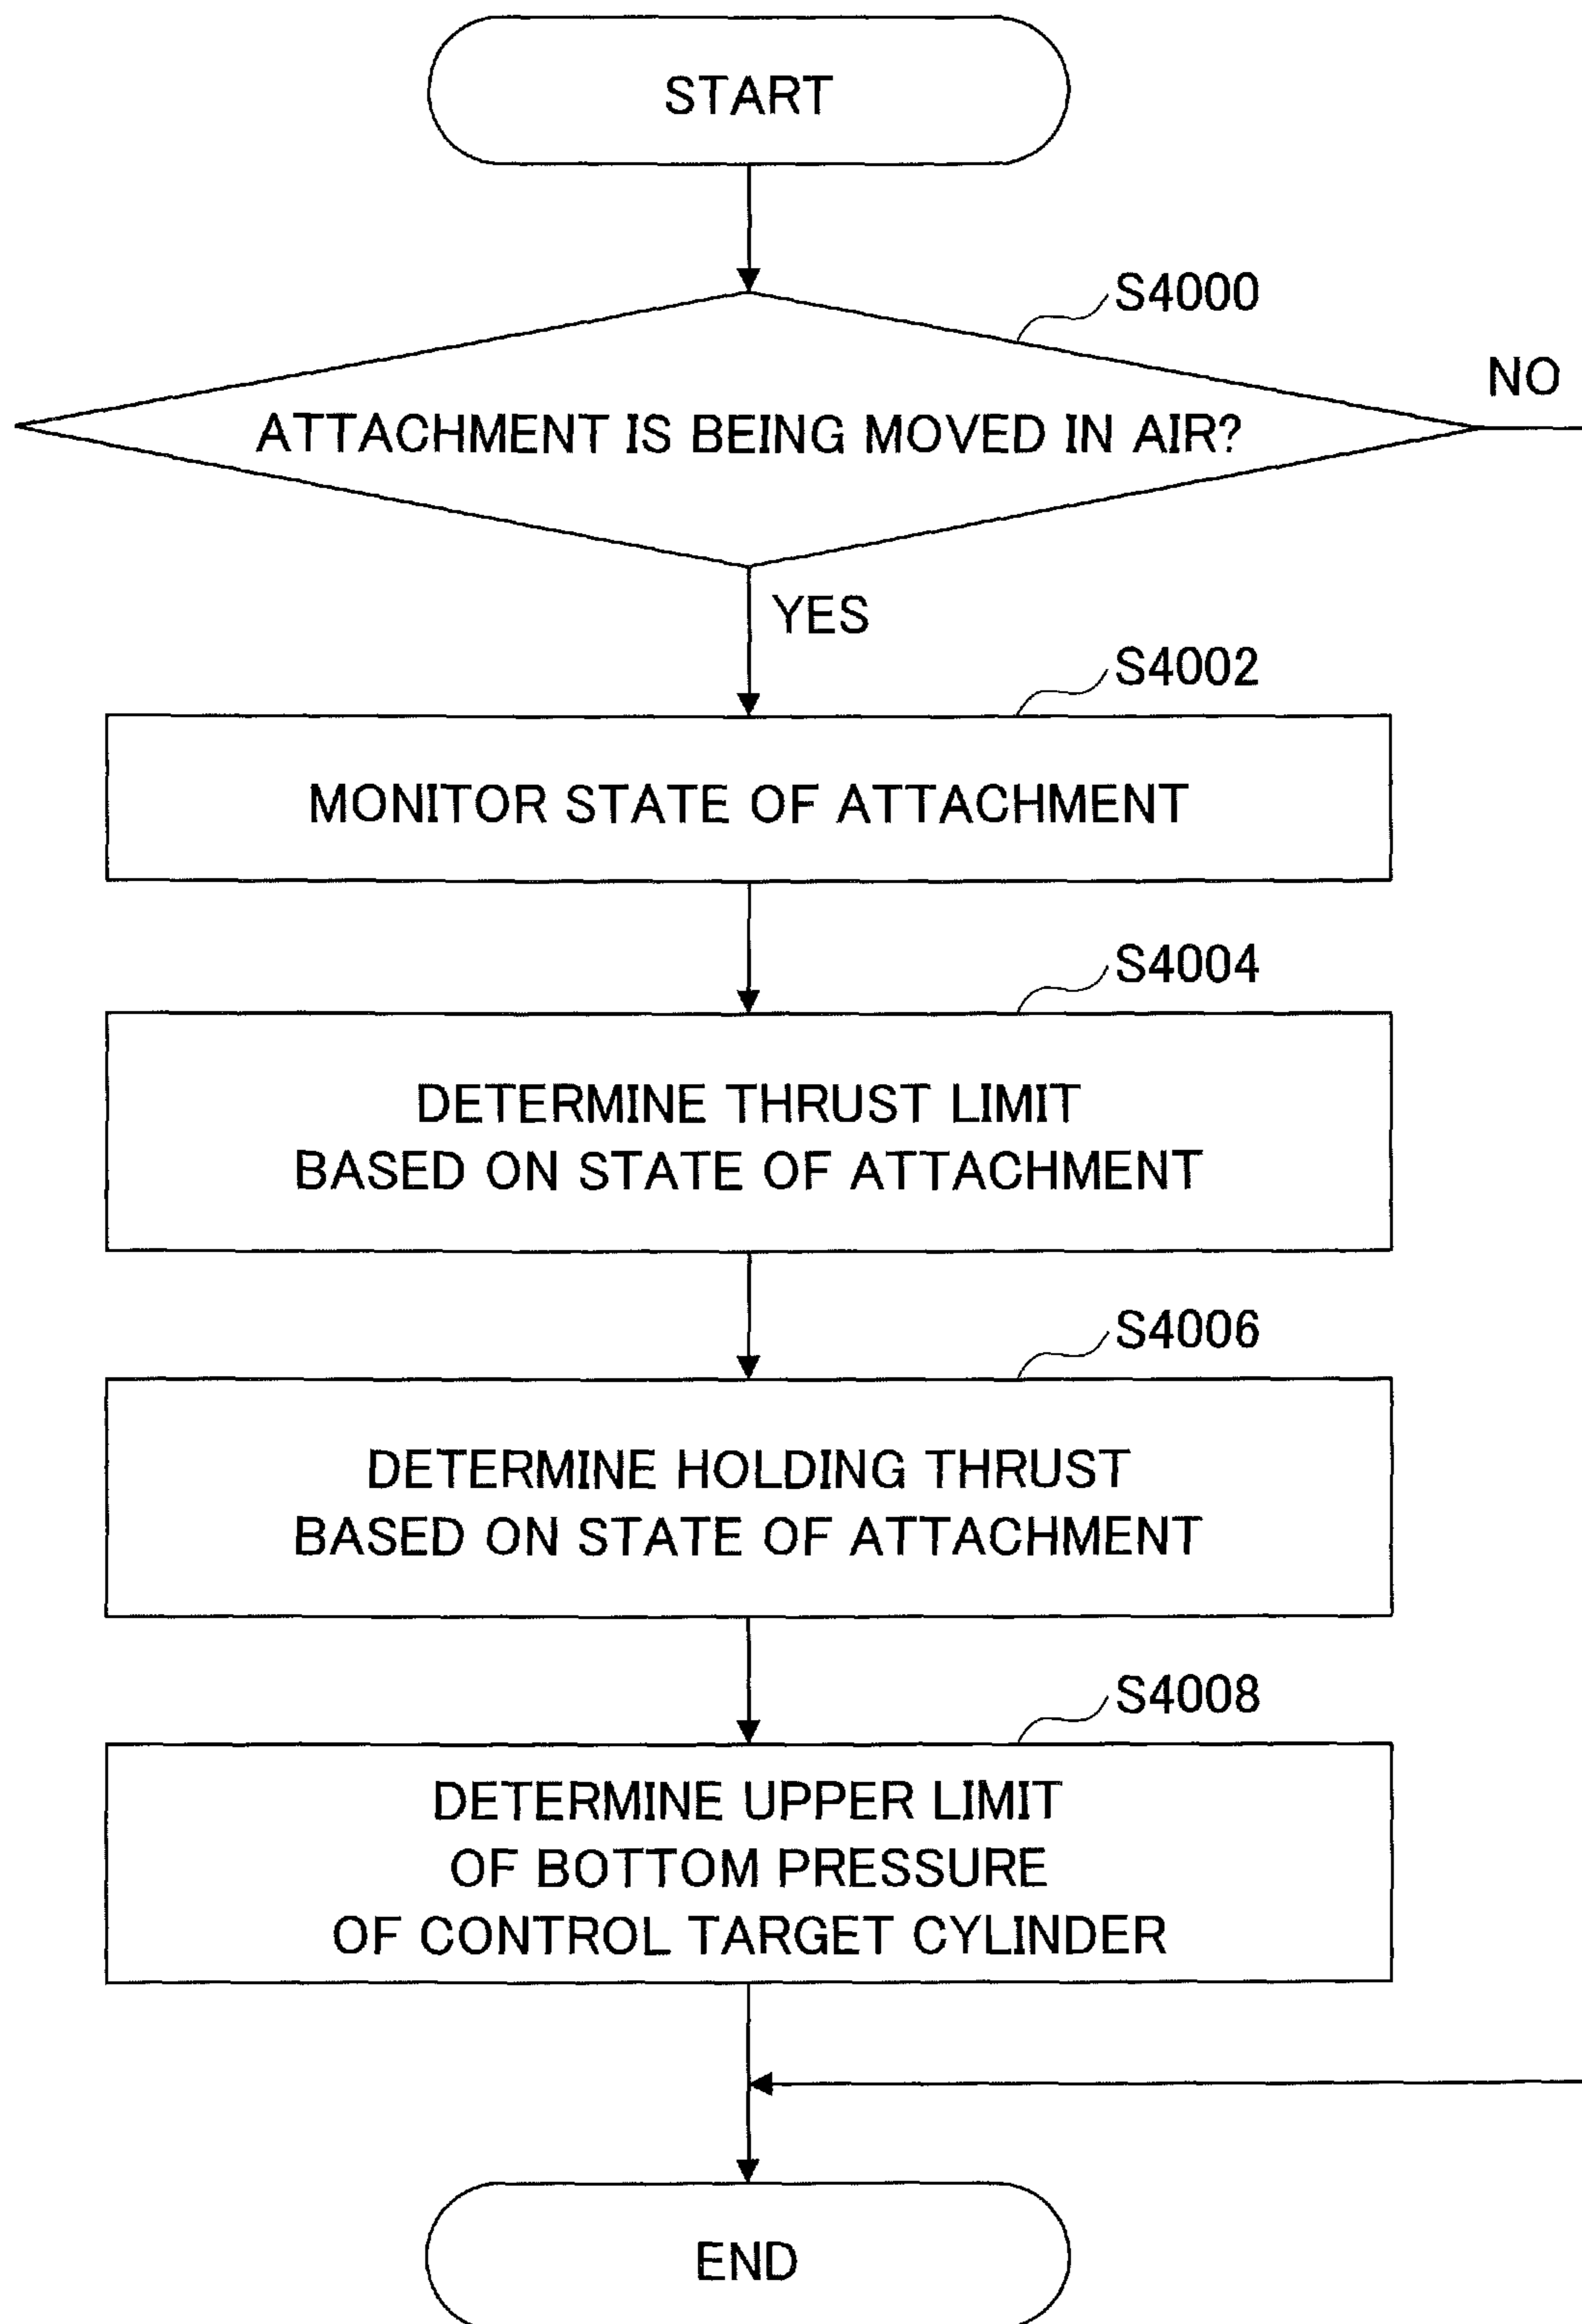 START
S4000
NO
ATTACHMENT IS BEING MOVED IN AIR?
YES
S4002
MONITOR STATE OF ATTACHMENT
S4004
DETERMINE THRUST LIMIT
BASED ON STATE OF ATTACHMENT
S4006
DETERMINE HOLDING THRUST
BASED ON STATE OF ATTACHMENT
S4008
DETERMINE UPPER LIMIT
OF BOTTOM PRESSURE
OF CONTROL TARGET CYLINDER
END